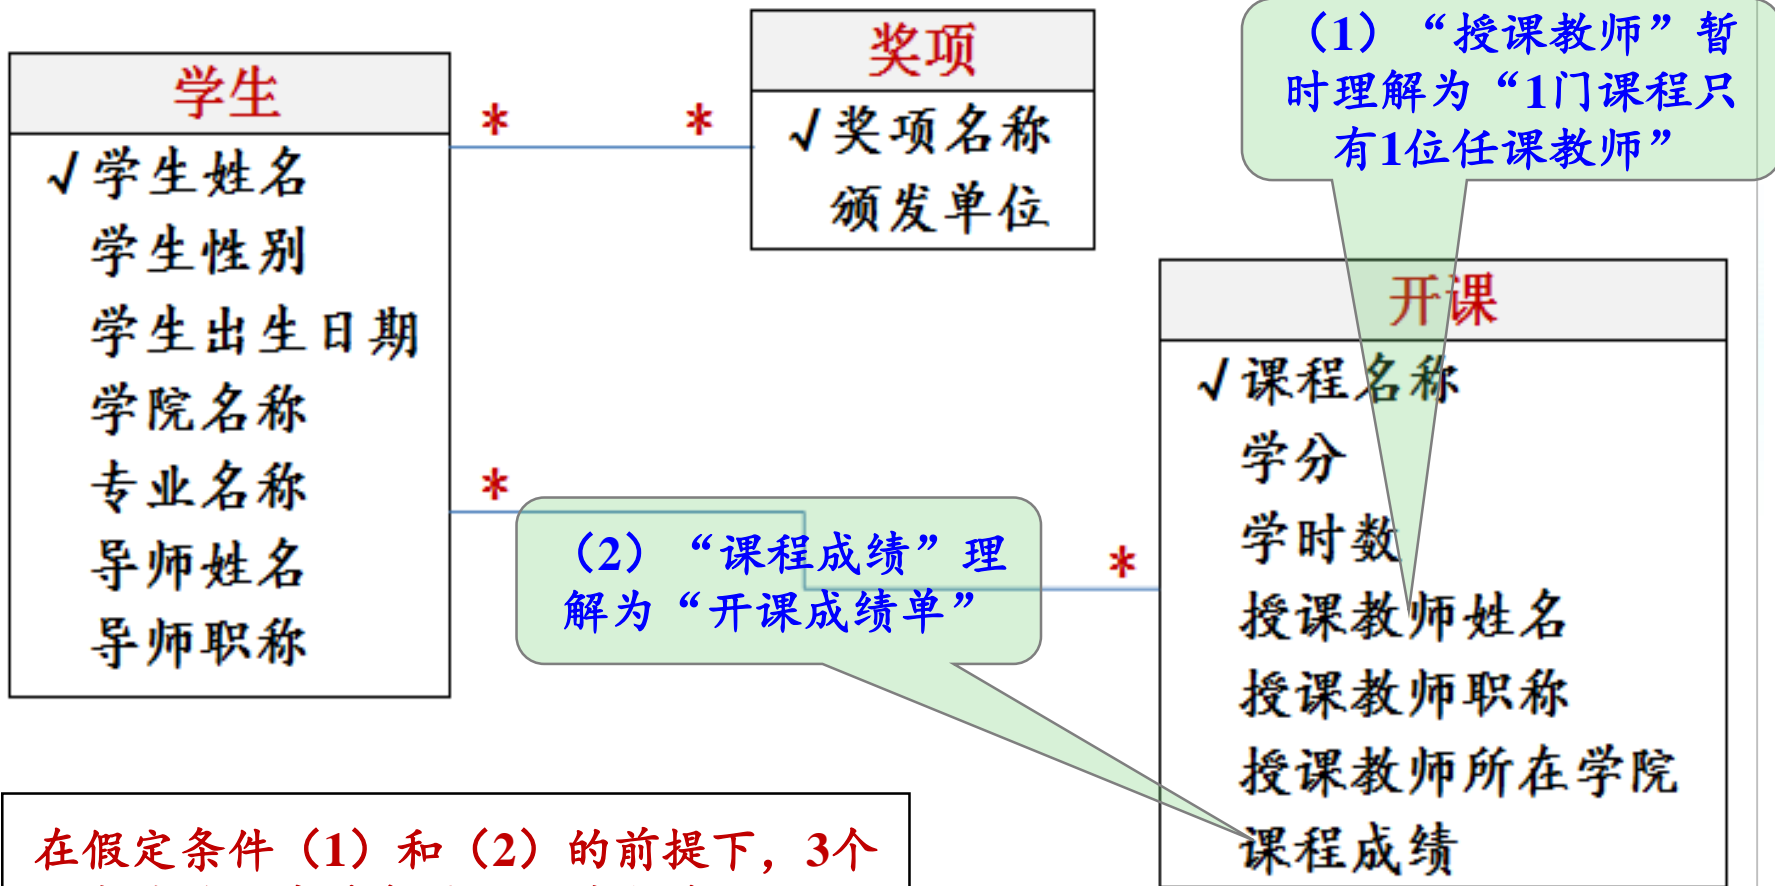 学生
√学生姓名
学生性别
学生出生日期
学院名称
专业名称
导师姓名
导师职称
*
*
奖项
√奖项名称
颁发单位
（1）“授课教师”暂
时理解为“1门课程只
有1位任课教师”
*
*
（2）“课程成绩”理
解为“开课成绩单”
开课
√课程名称
学分
学时数
授课教师姓名
授课教师职称
授课教师所在学院
课程成绩
在假定条件（1）和（2）的前提下，3个